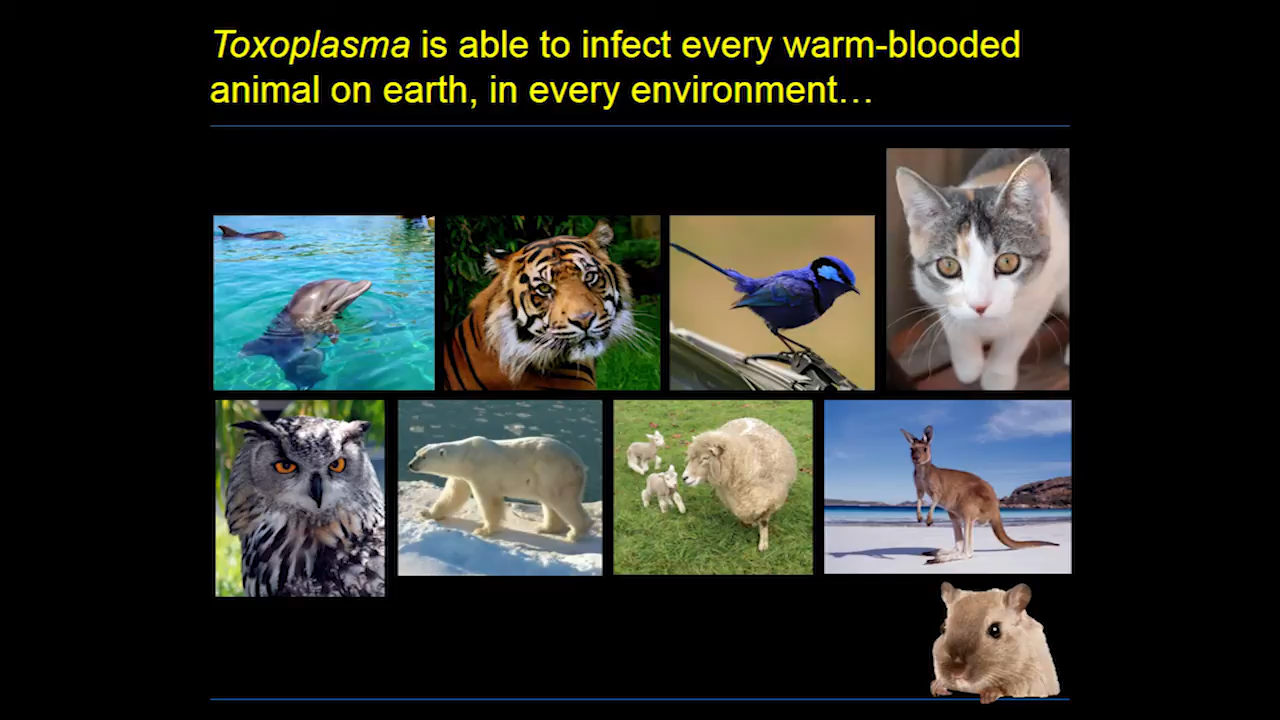 Toxoplasma is able to infect every warm-blooded
animal on earth, in every environment…